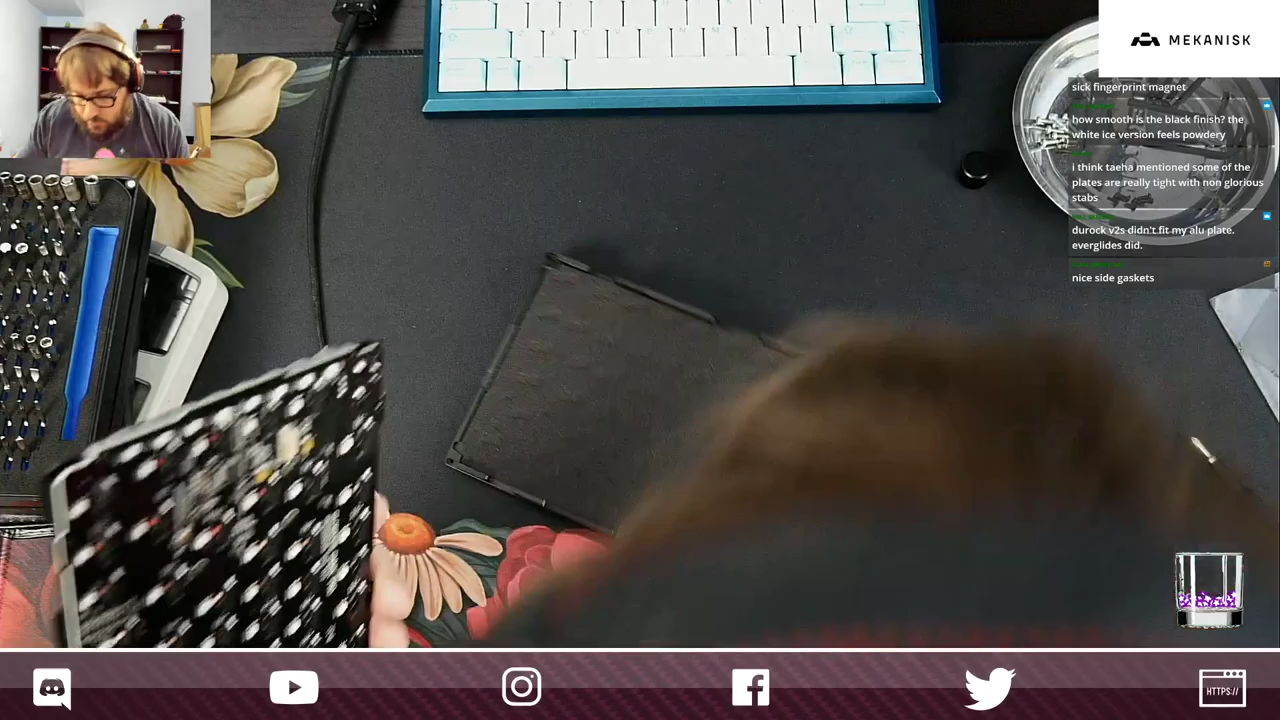 MEKANISK
sick fingerprint magnet
how smooth is the black finish? the
white ice version feels powdery
i think taeha mentioned some of the
plates are really tight with non glorious
stabs
durock v2s didn't fit my alu plate.
everglides did.
nice side gaskets
HTTPS://